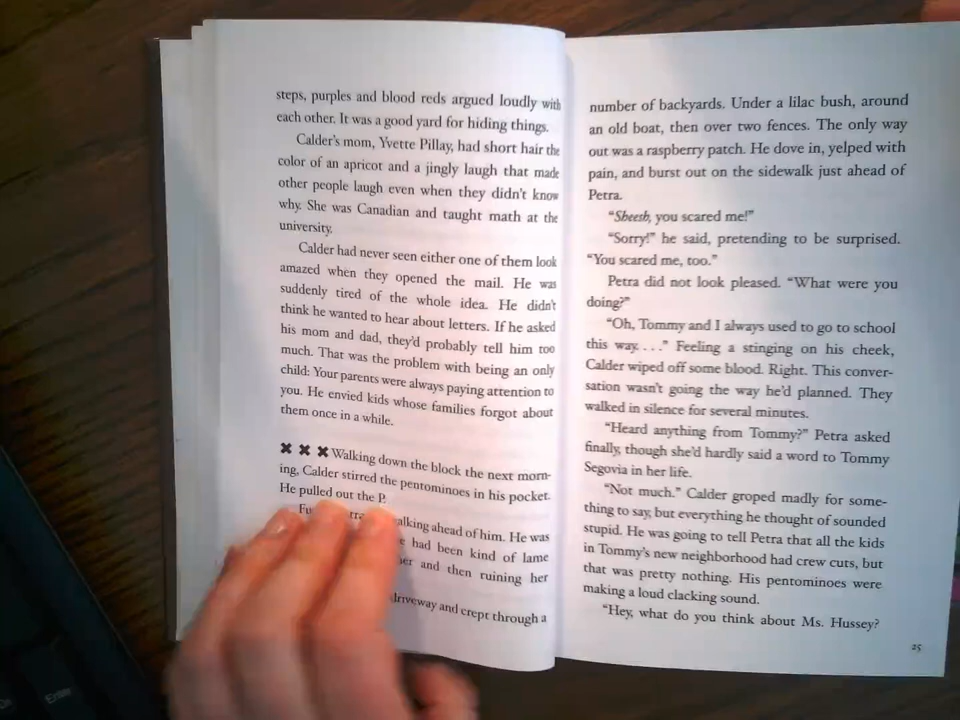 steps, purples and blood reds argued loudly with
each other. It was a good yard for hiding things.
Calder's mom, Yvette Pillay, had short hair the
color of an apricot and a jingly laugh that made
other people laugh even when they didn't know
why. She was Canadian and taught math at the
university.
Calder had never seen either one of them look
amazed when they opened the mail. He was
suddenly tired of the whole idea. He didn't
think he wanted to hear about letters. If he asked
his mom and dad, they'd probably tell him too
much. That was the problem with being an only
child: Your parents were always paying attention to
you. He envied kids whose families forgot about
them once in a while.
✖ ✖ ✖ Walking down the block the next morn-
ing, Calder stirred the pentominoes in his pocket.
He pulled out the P.
walking ahead of him. He was
had been kind of lame
and then ruining her
driveway and crept through a
number of backyards. Under a lilac bush, around
an old boat, then over two fences. The only way
out was a raspberry patch. He dove in, yelped with
pain, and burst out on the sidewalk just ahead of
Petra.
"Sheesh, you scared me!"
"Sorry!" he said, pretending to be surprised.
"You scared me, too."
Petra did not look pleased. "What were you
doing?"
"Oh, Tommy and I always used to go to school
this way. . . ." Feeling a stinging on his cheek,
Calder wiped off some blood. Right. This conver-
sation wasn't going the way he'd planned. They
walked in silence for several minutes.
"Heard anything from Tommy?" Petra asked
finally, though she'd hardly said a word to Tommy
Segovia in her life.
"Not much." Calder groped madly for some-
thing to say, but everything he thought of sounded
stupid. He was going to tell Petra that all the kids
in Tommy's new neighborhood had crew cuts, but
that was pretty nothing. His pentominoes were
making a loud clacking sound.
"Hey, what do you think about Ms. Hussey?
25
Enter